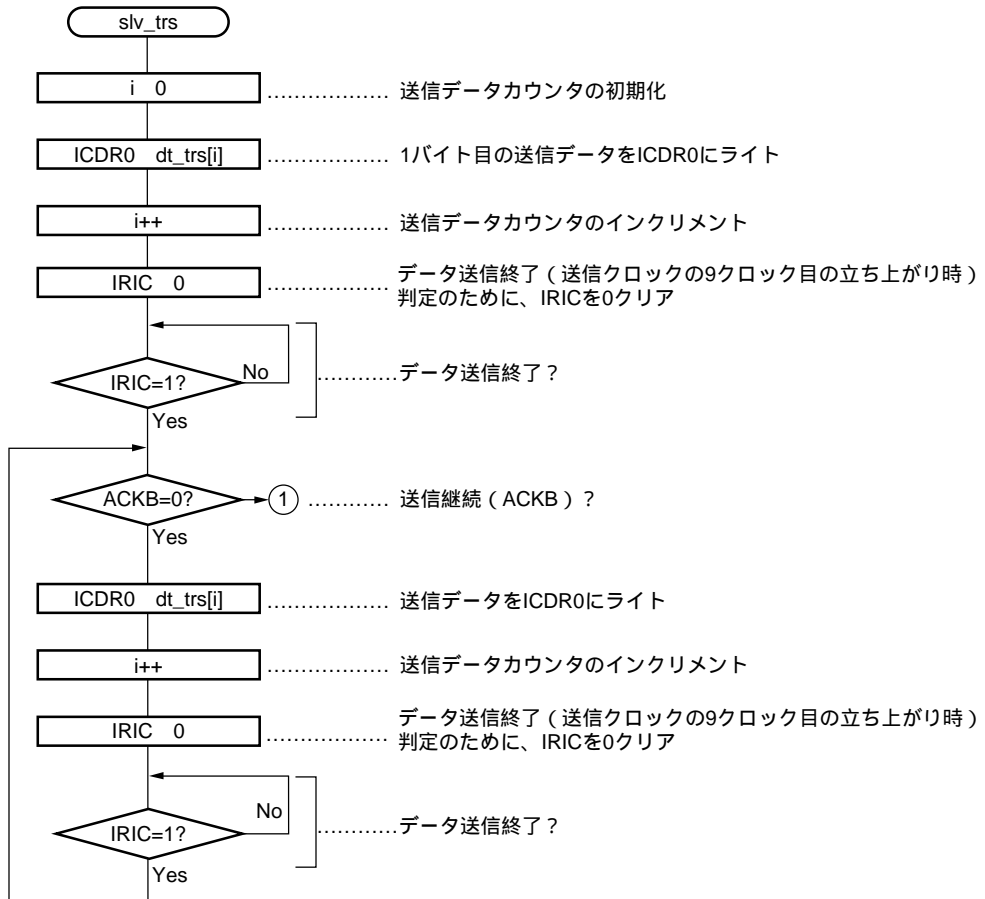 slv_trs
i 0
.................. 送信データカウンタの初期化
ICDR0 dt_trs[i]
.................. 1バイト目の送信データをICDR0にライト
i++
.................. 送信データカウンタのインクリメント
IRIC 0
.................. データ送信終了(送信クロックの9クロック目の立ち上がり時)
判定のために、IRICを0クリア
IRIC=1?
No
............データ送信終了?
Yes
ACKB=0?
1
............ 送信継続(ACKB)?
Yes
ICDR0 dt_trs[i]
.................. 送信データをICDR0にライト
i++
.................. 送信データカウンタのインクリメント
IRIC 0
.................. データ送信終了(送信クロックの9クロック目の立ち上がり時)
判定のために、IRICを0クリア
IRIC=1?
No
............データ送信終了?
Yes